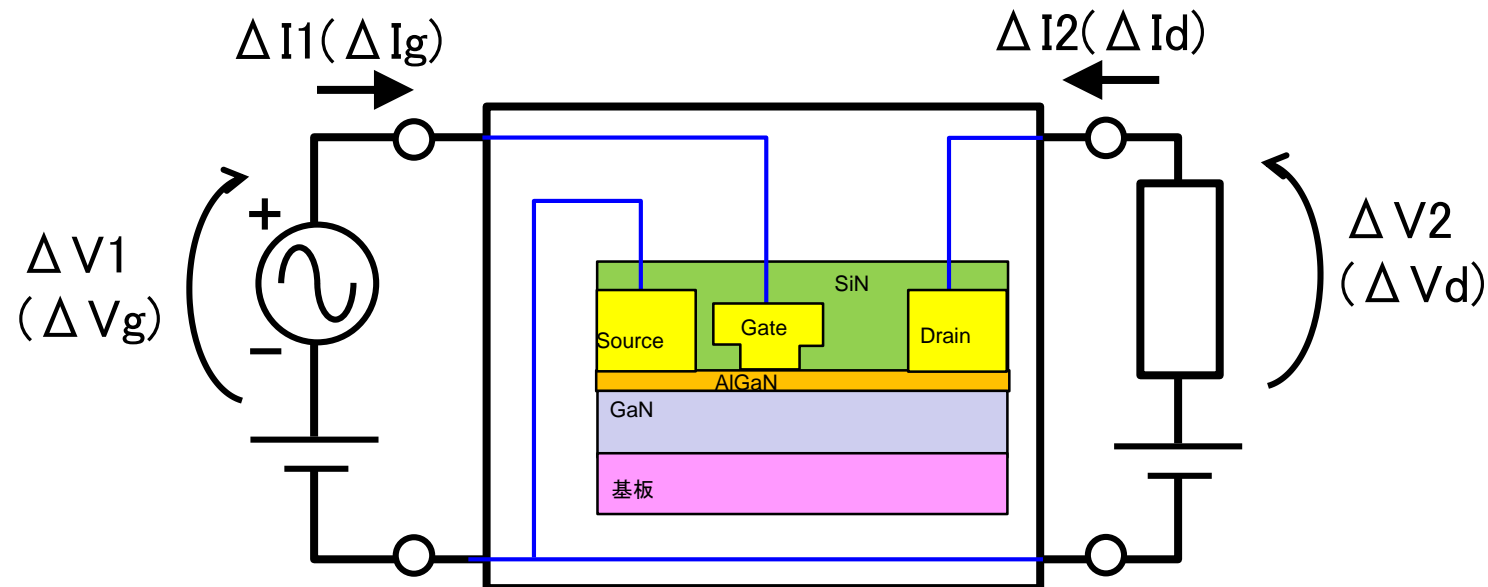 ΔI1(ΔIg)
ΔI2(ΔId)
+
ΔV1
(ΔVg)
−
ΔV2
(ΔVd)
SiN
Source
Gate
Drain
AlGaN
GaN
基板